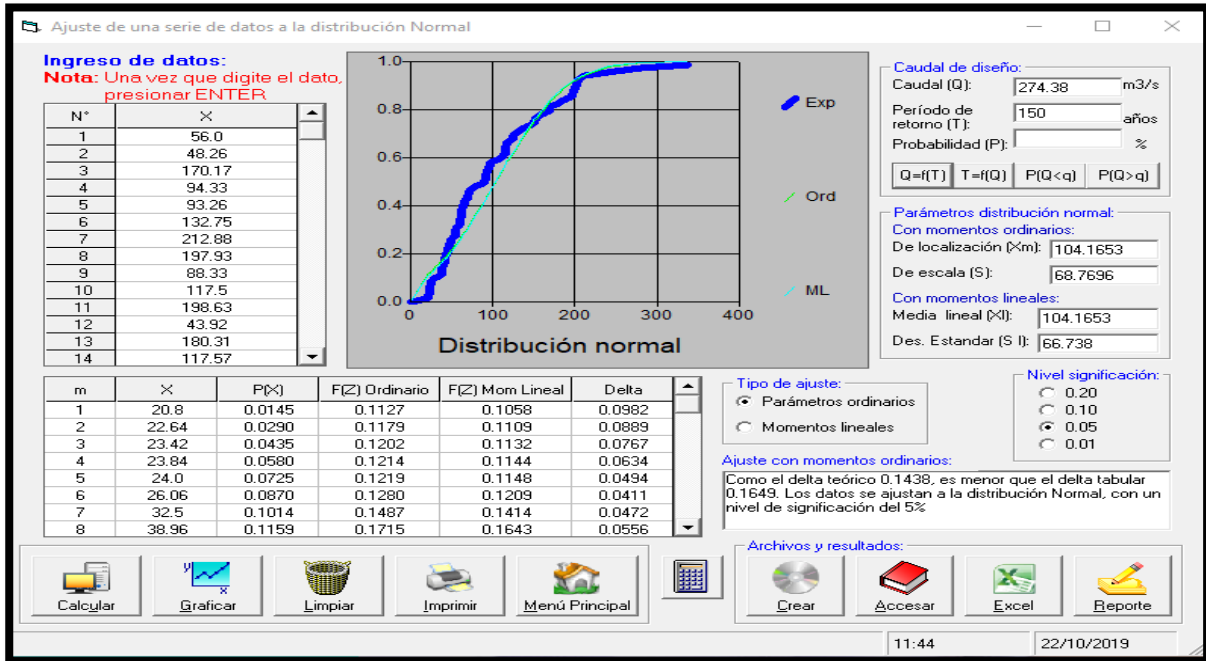 Ajuste de una serie de datos a la distribución Normal
Ingreso de datos:
Nota: Una vez que digite el dato,
presionar ENTER
N° X
1 56.0
2 48.26
3 170.17
4 94.33
5 93.26
6 132.75
7 212.88
8 197.93
9 88.33
10 117.5
11 198.63
12 43.92
13 180.31
14 117.57
1.0
0.8
0.6
0.4
0.2
0.0
0 100 200 300 400
Distribución normal
Exp
Ord
ML
Caudal de diseño:
Caudal (Q): 274.38 m3/s
Período de
retorno (T): 150 años
Probabilidad (P): %
Q=f(T) T=f(Q) P(Q<q) P(Q>q)
Parámetros distribución normal:
Con momentos ordinarios:
De localización (Xm): 104.1653
De escala (S): 68.7696
Con momentos lineales:
Media lineal (Xl): 104.1653
Des. Estandar (S l): 66.738
m X P(X) F(Z) Ordinario F(Z) Mom Lineal Delta
1 20.8 0.0145 0.1127 0.1058 0.0982
2 22.64 0.0290 0.1179 0.1109 0.0889
3 23.42 0.0435 0.1202 0.1132 0.0767
4 23.84 0.0580 0.1214 0.1144 0.0634
5 24.0 0.0725 0.1219 0.1148 0.0494
6 26.06 0.0870 0.1280 0.1209 0.0411
7 32.5 0.1014 0.1487 0.1414 0.0472
8 38.96 0.1159 0.1715 0.1643 0.0556
Tipo de ajuste:
Parámetros ordinarios
Momentos lineales
Nivel significación:
0.20
0.10
0.05
0.01
Ajuste con momentos ordinarios:
Como el delta teórico 0.1438, es menor que el delta tabular
0.1649. Los datos se ajustan a la distribución Normal, con un
nivel de significación del 5%
Calcular Graficar Limpiar Imprimir Menú Principal
Archivos y resultados:
Crear Accesar Excel Reporte
11:44 22/10/2019